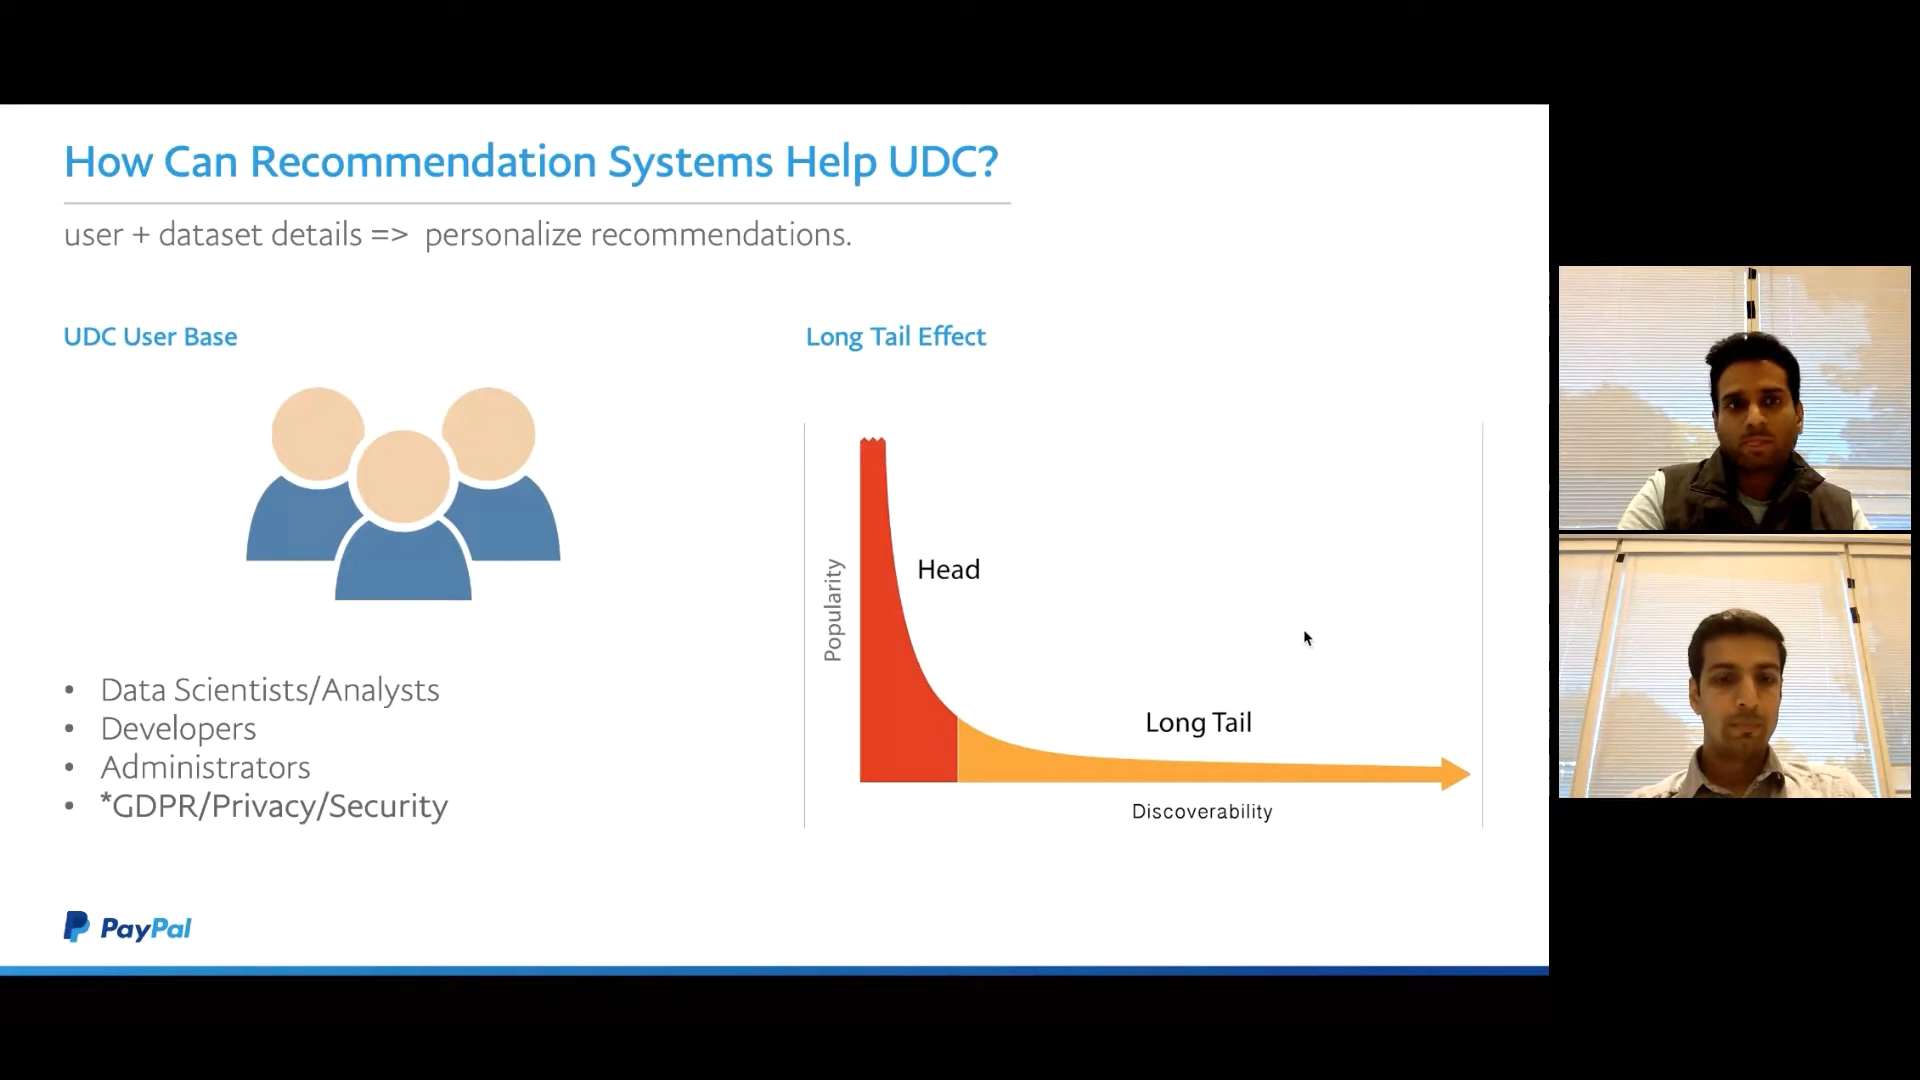 How Can Recommendation Systems Help UDC?
user + dataset details => personalize recommendations.
UDC User Base
• Data Scientists/Analysts
• Developers
• Administrators
• *GDPR/Privacy/Security
Long Tail Effect
Popularity
Head
Long Tail
Discoverability
PayPal